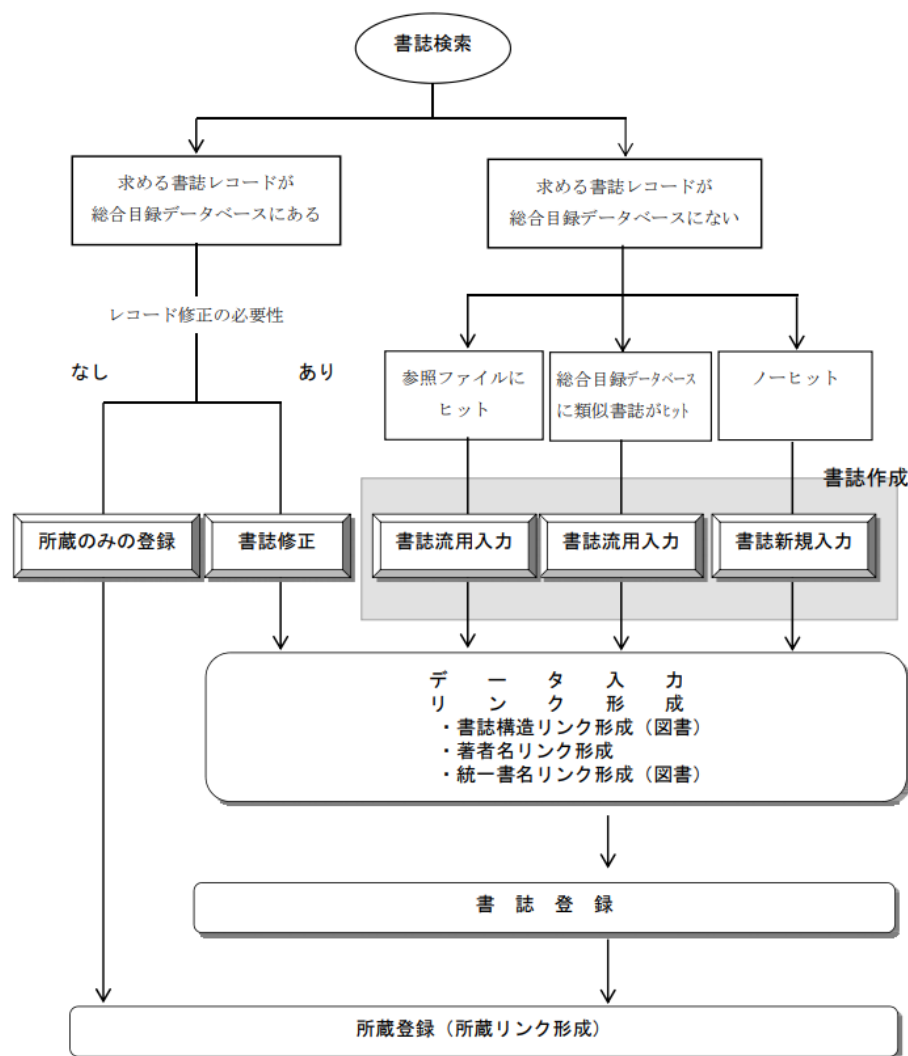 書誌検索
求める書誌レコードが
総合目録データベースにある
求める書誌レコードが
総合目録データベースにない
レコード修正の必要性
なし
あり
参照ファイルに
ヒット
総合目録データベース
に類似書誌がヒット
ノーヒット
書誌作成
所蔵のみの登録
書誌修正
書誌流用入力
書誌流用入力
書誌新規入力
データ入力
リンク形成
・書誌構造リンク形成（図書）
・著者名リンク形成
・統一書名リンク形成（図書）
書誌登録
所蔵登録（所蔵リンク形成）